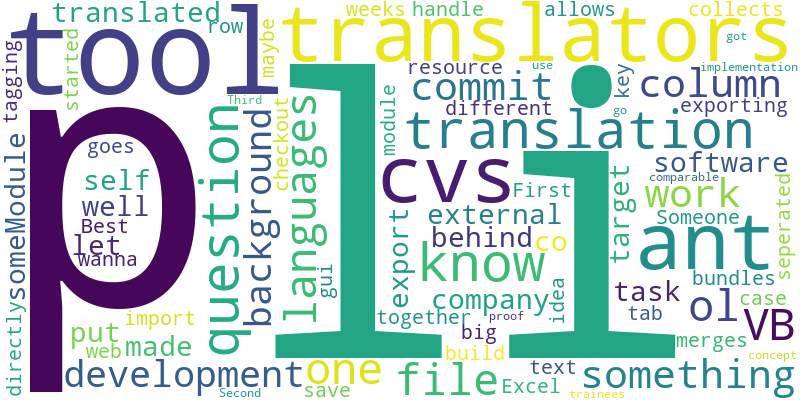 translated
row
weeks
handle
allows
collects
tool
translators
got
maybe
started
tagging
resource
commit
key
column
implementation
use
Third
different
go
exporting
module
p
li
goes
question
background
languages
checkout
translation
cvs
software
comparable
self
someModule
well
First
work
Best
let
wanna
external
target
Someone
seperated
behind
co
export
know
ant
gui
company
idea
task
bundles
ol
case
VB
directly
import
together
proof
tab
put
web
made
big
build
merges
concept
development
one
file
text
something
Second
save
Excel
trainees